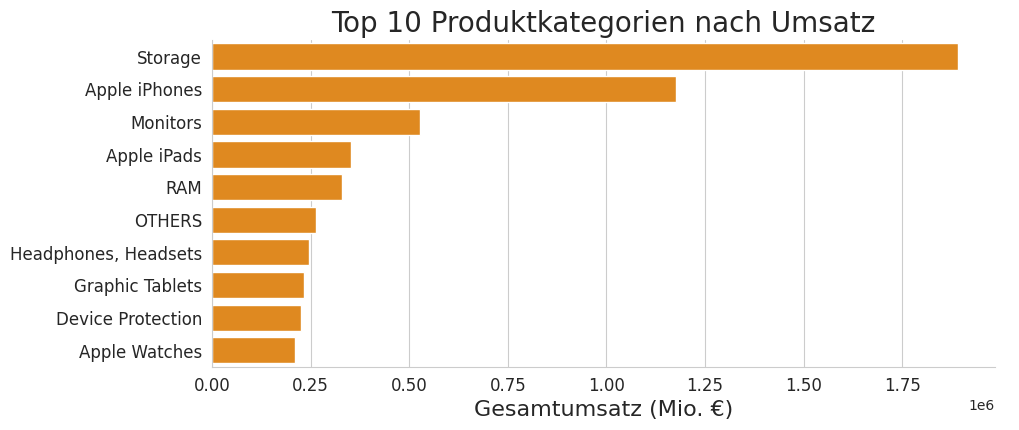 Top 10 Produktkategorien nach Umsatz
Storage
Apple iPhones
Monitors
Apple iPads
RAM
OTHERS
Headphones, Headsets
Graphic Tablets
Device Protection
Apple Watches
0.00 0.25 0.50 0.75 1.00 1.25 1.50 1.75
1e6
Gesamtumsatz (Mio. €)